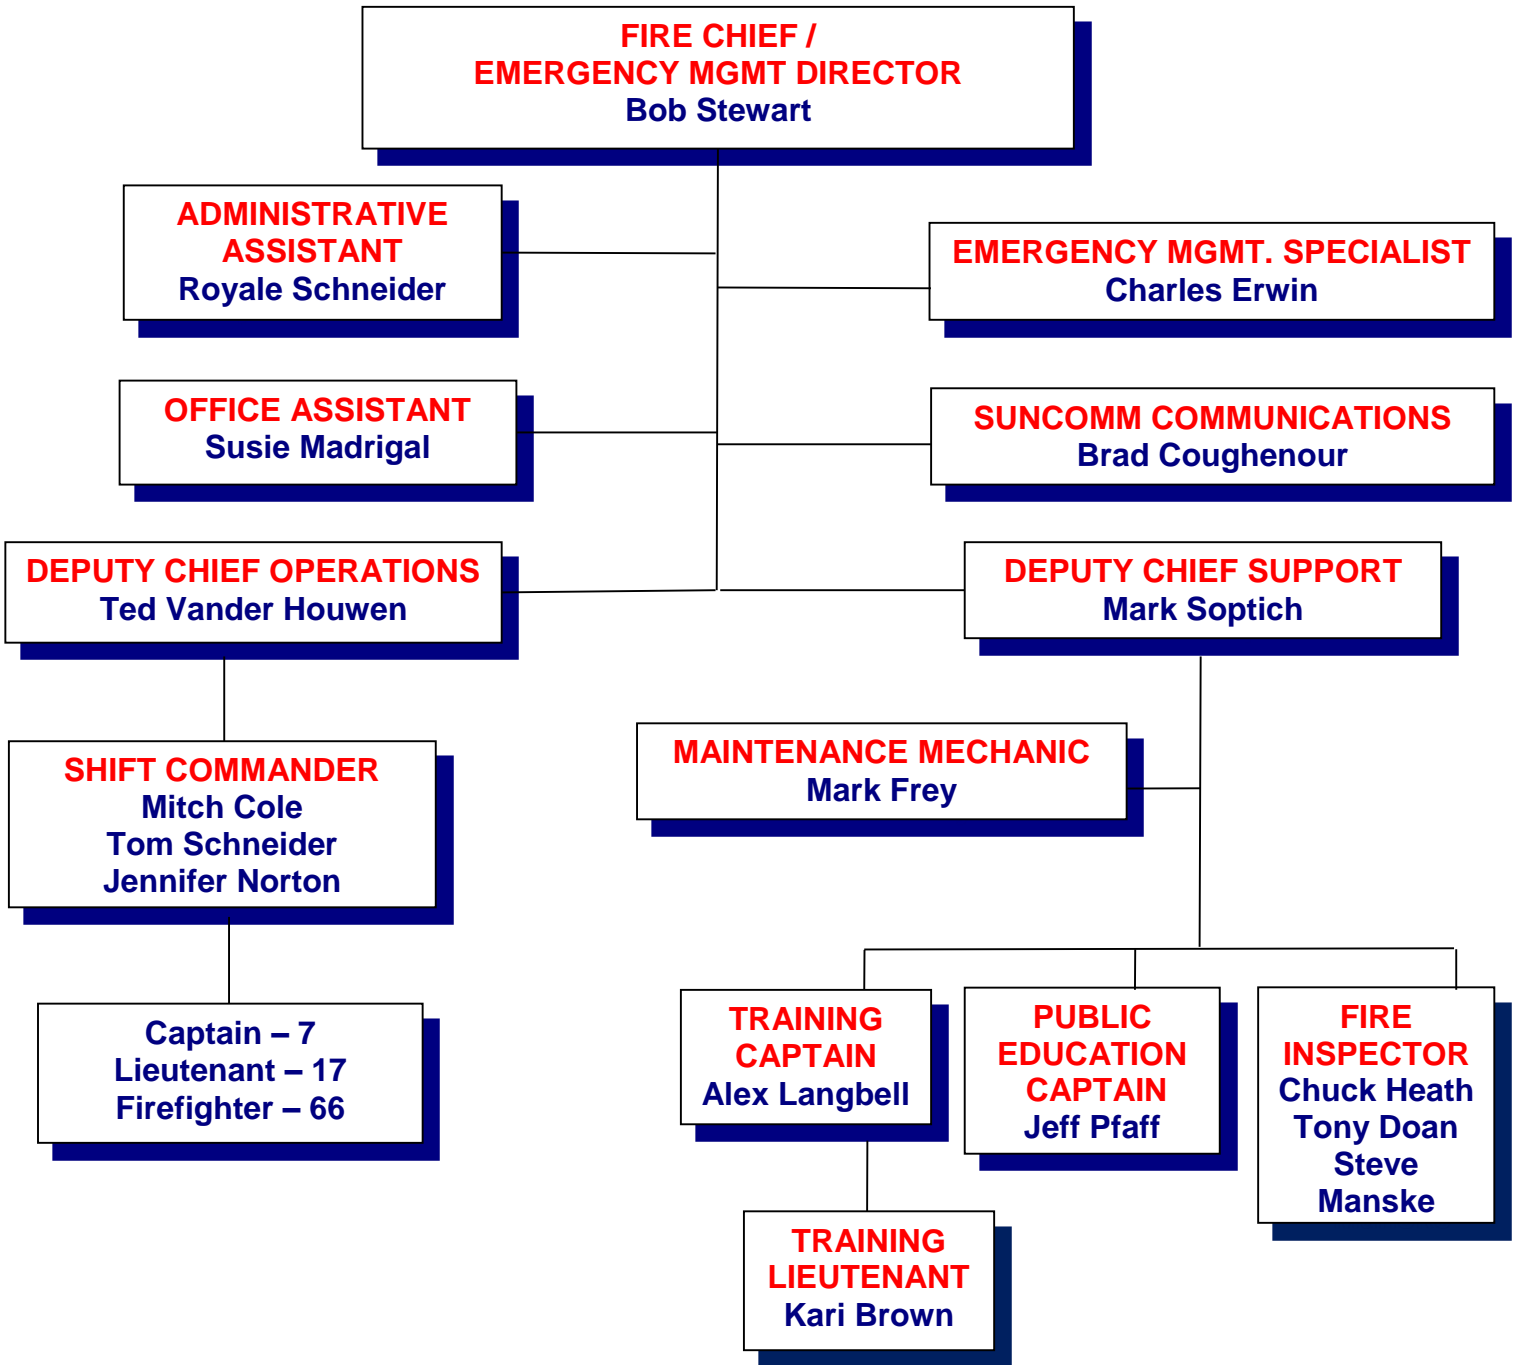 FIRE CHIEF /
EMERGENCY MGMT DIRECTOR
Bob Stewart
ADMINISTRATIVE
ASSISTANT
Royale Schneider
EMERGENCY MGMT. SPECIALIST
Charles Erwin
OFFICE ASSISTANT
Susie Madrigal
SUNCOMM COMMUNICATIONS
Brad Coughenour
DEPUTY CHIEF OPERATIONS
Ted Vander Houwen
DEPUTY CHIEF SUPPORT
Mark Soptich
SHIFT COMMANDER
Mitch Cole
Tom Schneider
Jennifer Norton
MAINTENANCE MECHANIC
Mark Frey
Captain – 7
Lieutenant – 17
Firefighter – 66
TRAINING
CAPTAIN
Alex Langbell
PUBLIC
EDUCATION
CAPTAIN
Jeff Pfaff
FIRE
INSPECTOR
Chuck Heath
Tony Doan
Steve
Manske
TRAINING
LIEUTENANT
Kari Brown